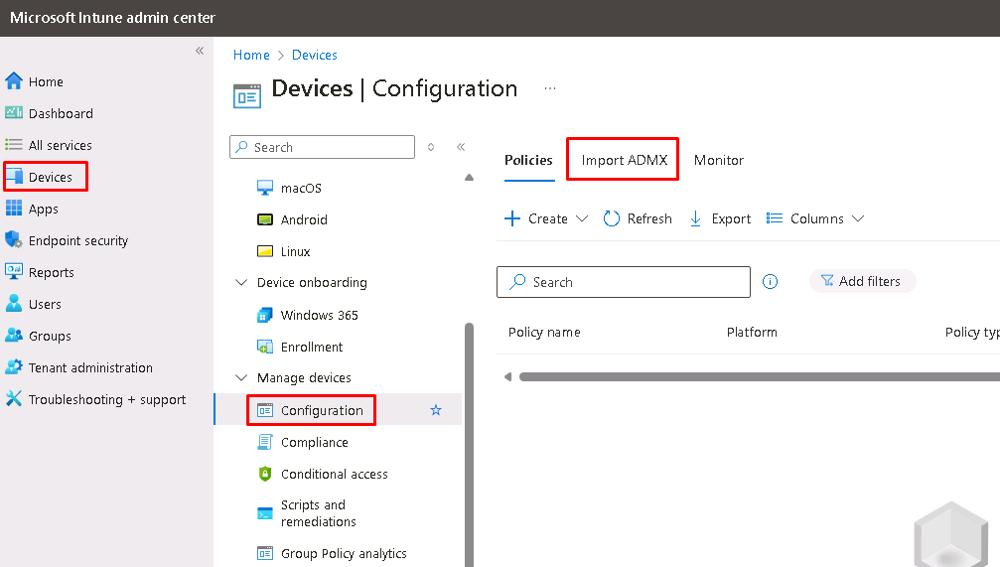 Microsoft Intune admin center
Home
Dashboard
All services
Devices
Apps
Endpoint security
Reports
Users
Groups
Tenant administration
Troubleshooting + support
Home > Devices
Devices | Configuration
Search
macOS
Android
Linux
Device onboarding
Windows 365
Enrollment
Manage devices
Configuration
Compliance
Conditional access
Scripts and
remediations
Group Policy analytics
Policies Import ADMX Monitor
Create Refresh Export Columns
Search Add filters
Policy name Platform Policy typ